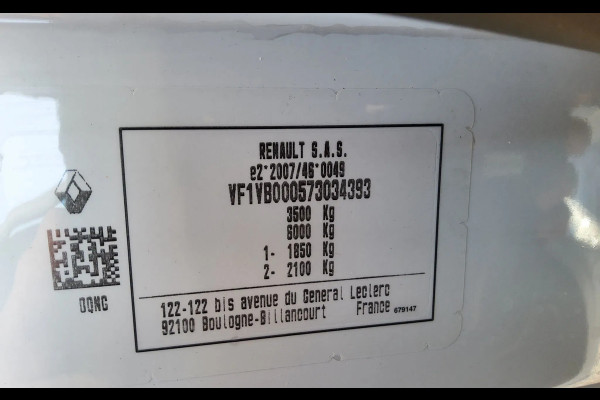 RENAULT S.A.S.
e2*2007/46*0049
VF1VB000573034393
3500 Kg
6000 Kg
1- 1850 Kg
2- 2100 Kg
OQNG
122-122 bis avenue du General Leclerc
92100 Boulogne-Billancourt France 679147